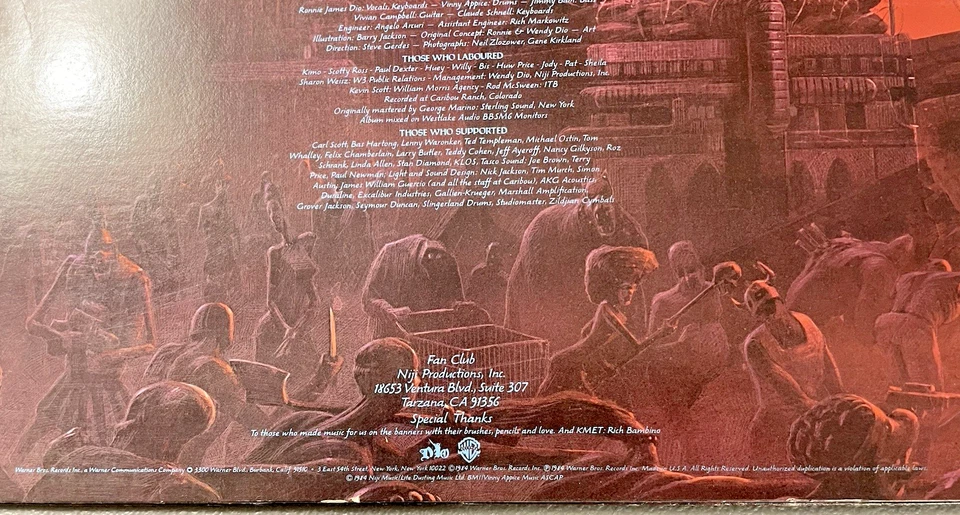 Ronnie James Dio: Vocals, Keyboards — Vinny Appice: Drums — Jimmy Bain: Bass
Vivian Campbell: Guitar — Claude Schnell: Keyboards
Engineer: Angelo Arcuri — Assistant Engineer: Rich Markowitz
Illustration: Barry Jackson — Original Concept: Ronnie & Wendy Dio — Art
Direction: Steve Gerdes — Photographs: Neil Zlozower, Gene Kirkland
THOSE WHO LABOURED
Kimo - Scotty Ross - Paul Dexter - Huey - Willy - Bis - Huw Price - Jody - Pat - Sheila
Sharon Weisz: W3 Public Relations - Management: Wendy Dio, Niji Productions, Inc.
Kevin Scott: William Morris Agency - Rod McSween: ITB
Recorded at Caribou Ranch, Colorado
Originally mastered by George Marino: Sterling Sound, New York
Album mixed on Westlake Audio BBSM6 Monitors
THOSE WHO SUPPORTED
Carl Scott, Bas Hartong, Lenny Waronker, Ted Templeman, Michael Ostin, Tom
Whalley, Felix Chamberlain, Larry Butler, Teddy Cohen, Jeff Ayeroff, Nancy Gilkyson, Roz
Schrank, Linda Allen, Stan Diamond, KLOS, Tasco Sound: Joe Brown, Terry
Price, Paul Newman; Light and Sound Design: Nick Jackson, Tim Murch, Simon
Austin; James William Guercio (and all the staff at Caribou), AKG Acoustics,
Duraline, Excalibur Industries, Gallien-Krueger, Marshall Amplification,
Grover Jackson, Seymour Duncan, Slingerland Drums, Studiomaster, Zildjian Cymbals
Fan Club
Niji Productions, Inc.
18653 Ventura Blvd., Suite 307
Tarzana, CA 91356
Special Thanks
To those who made music for us on the banners with their brushes, pencils and love. And KMET: Rich Bambino
DIO
Warner Bros. Records Inc., a Warner Communications Company 3300 Warner Blvd., Burbank, Calif. 91510 • 3 East 54th Street, New York, New York 10022 © 1984 Warner Bros. Records Inc. ℗ 1984 Warner Bros. Records Inc. Made in U.S.A. All Rights Reserved. Unauthorized duplication is a violation of applicable laws.
© 1984 Niji Music/Life Dusting Music Ltd. BMI/Vinny Appice Music ASCAP